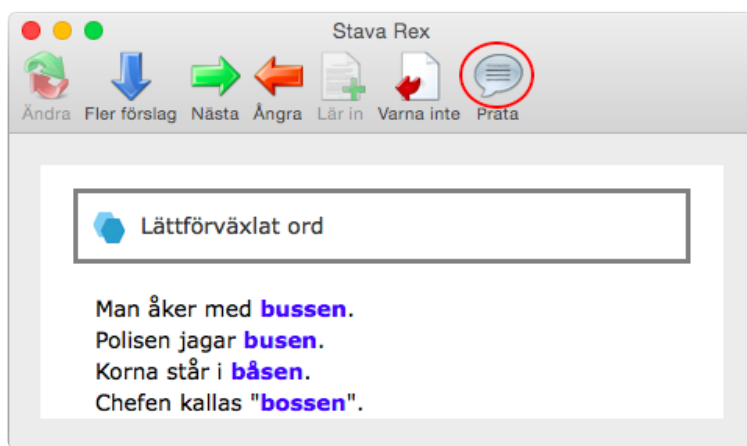 Stava Rex
Ändra Fler förslag Nästa Ångra Lär in Varna inte Prata
Lättförväxlat ord
Man åker med bussen.
Polisen jagar busen.
Korna står i båsen.
Chefen kallas "bossen".